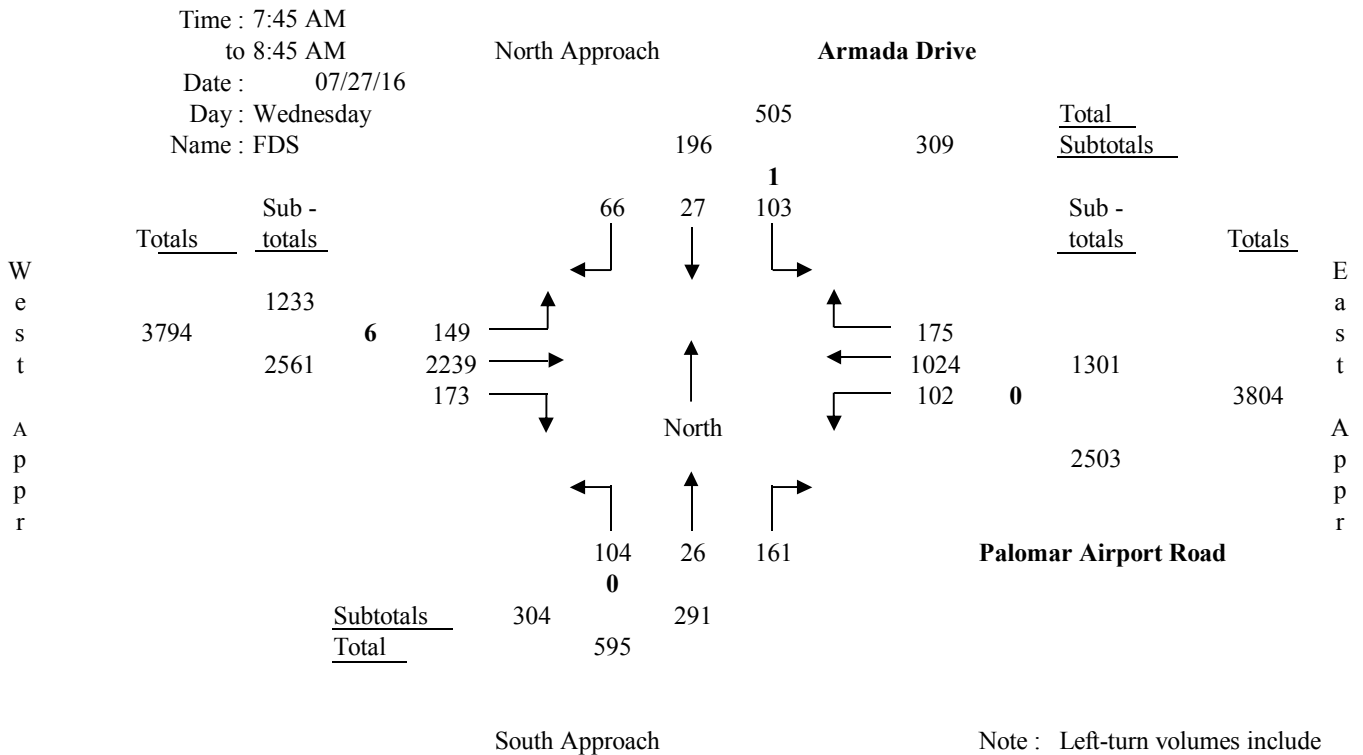 Time : 7:45 AM
to 8:45 AM North Approach Armada Drive
Date : 07/27/16
Day : Wednesday 505 Total
Name : FDS 196 309 Subtotals
1
Sub - 66 27 103 Sub -
Totals totals totals Totals
W E
e 1233 a
s 3794 6 149 175 s
t 2561 2239 1024 1301 t
173 102 0 3804
A North A
p 2503 p
p p
r r
104 26 161 Palomar Airport Road
0
Subtotals 304 291
Total 595
South Approach Note : Left-turn volumes include